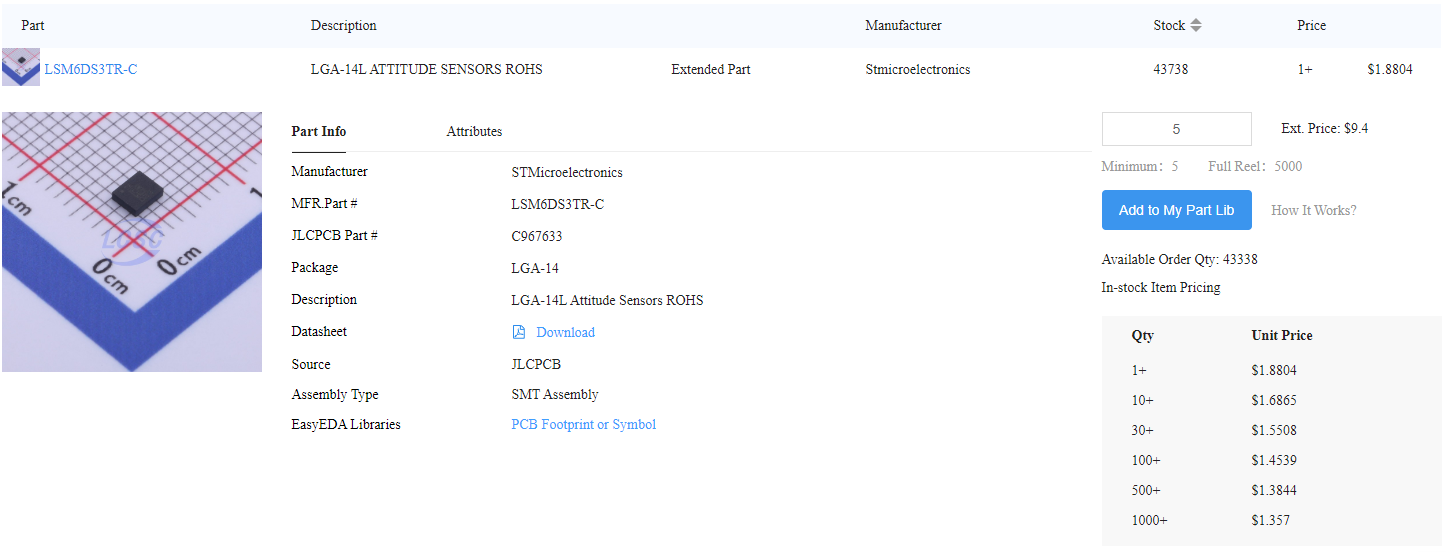 Part Description Manufacturer Stock Price
LSM6DS3TR-C LGA-14L ATTITUDE SENSORS ROHS Extended Part Stmicroelectronics 43738 1+ $1.8804
1cm
0cm
0cm
LCSC
Part Info Attributes
Manufacturer STMicroelectronics
MFR.Part # LSM6DS3TR-C
JLCPCB Part # C967633
Package LGA-14
Description LGA-14L Attitude Sensors ROHS
Datasheet Download
Source JLCPCB
Assembly Type SMT Assembly
EasyEDA Libraries PCB Footprint or Symbol
5 Ext. Price: $9.4
Minimum： 5 Full Reel： 5000
Add to My Part Lib How It Works?
Available Order Qty: 43338
In-stock Item Pricing
Qty Unit Price
1+ $1.8804
10+ $1.6865
30+ $1.5508
100+ $1.4539
500+ $1.3844
1000+ $1.357